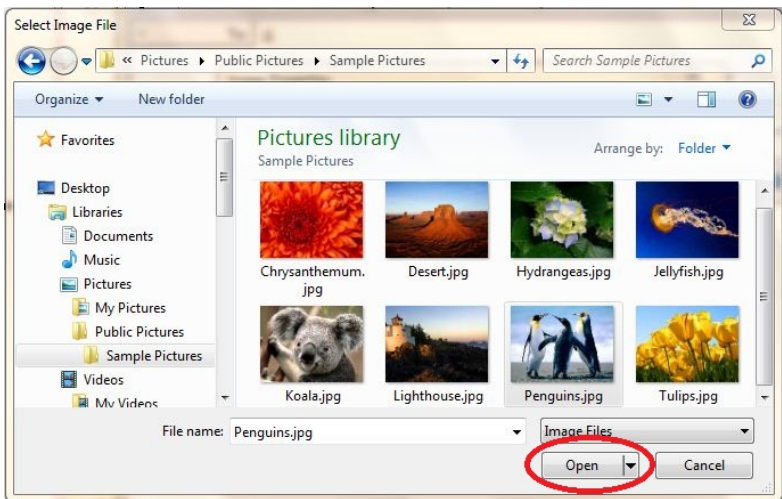 Select Image File
« Pictures Public Pictures Sample Pictures
Search Sample Pictures
Organize New folder
Favorites
Desktop
Libraries
Documents
Music
Pictures
My Pictures
Public Pictures
Sample Pictures
Videos
My Videos
Pictures library
Sample Pictures
Arrange by: Folder
Chrysanthemum.
jpg
Desert.jpg
Hydrangeas.jpg
Jellyfish.jpg
Koala.jpg
Lighthouse.jpg
Penguins.jpg
Tulips.jpg
File name: Penguins.jpg
Image Files
Open
Cancel